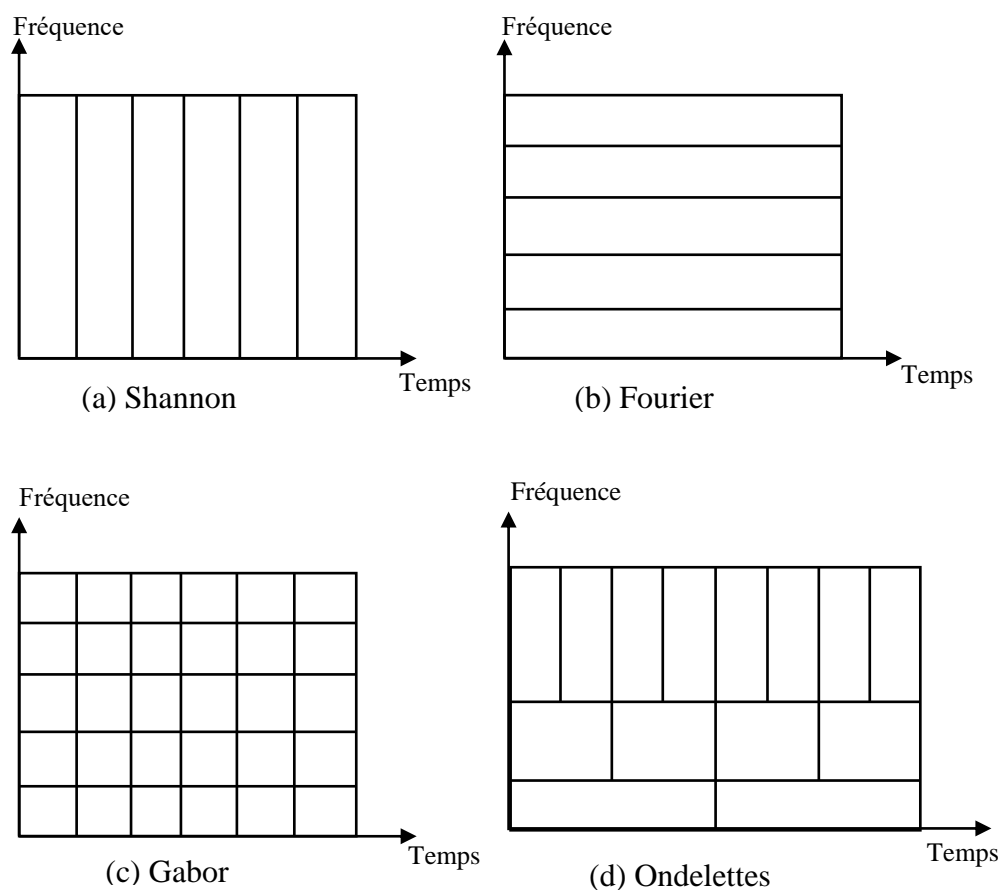 Fréquence
Fréquence
Temps
Temps
(a) Shannon
(b) Fourier
Fréquence
Fréquence
Temps
Temps
(c) Gabor
(d) Ondelettes